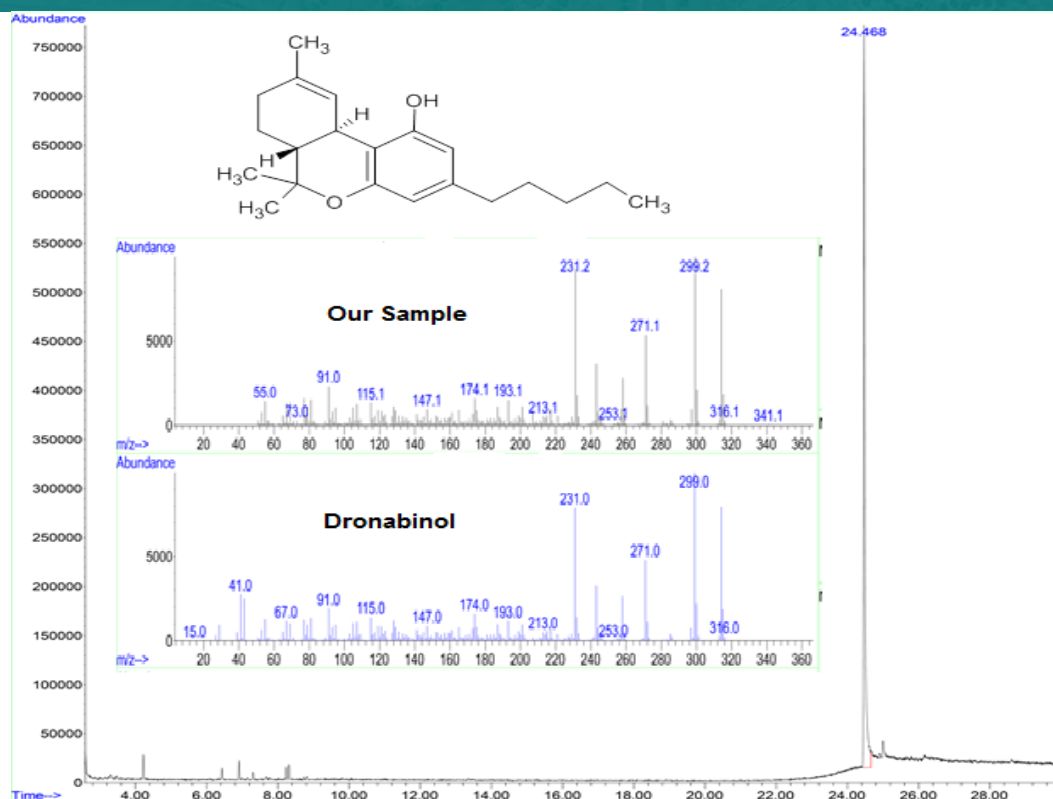 Abundance
24.468
750000
700000
650000
600000
550000
500000
450000
400000
350000
300000
250000
200000
150000
100000
50000
0
Time-->
4.00 6.00 8.00 10.00 12.00 14.00 16.00 18.00 20.00 22.00 24.00 26.00 28.00
CH3
OH
H
H
H3C
H3C
O
CH3
Abundance
Our Sample
5000
0
55.0 73.0 91.0 115.1 147.1 174.1 193.1 213.1 231.2 253.1 271.1 299.2 316.1 341.1
m/z-->
20 40 60 80 100 120 140 160 180 200 220 240 260 280 300 320 340 360
Abundance
Dronabinol
5000
0
15.0 41.0 67.0 91.0 115.0 147.0 174.0 193.0 213.0 231.0 253.0 271.0 299.0 316.0
m/z-->
20 40 60 80 100 120 140 160 180 200 220 240 260 280 300 320 340 360